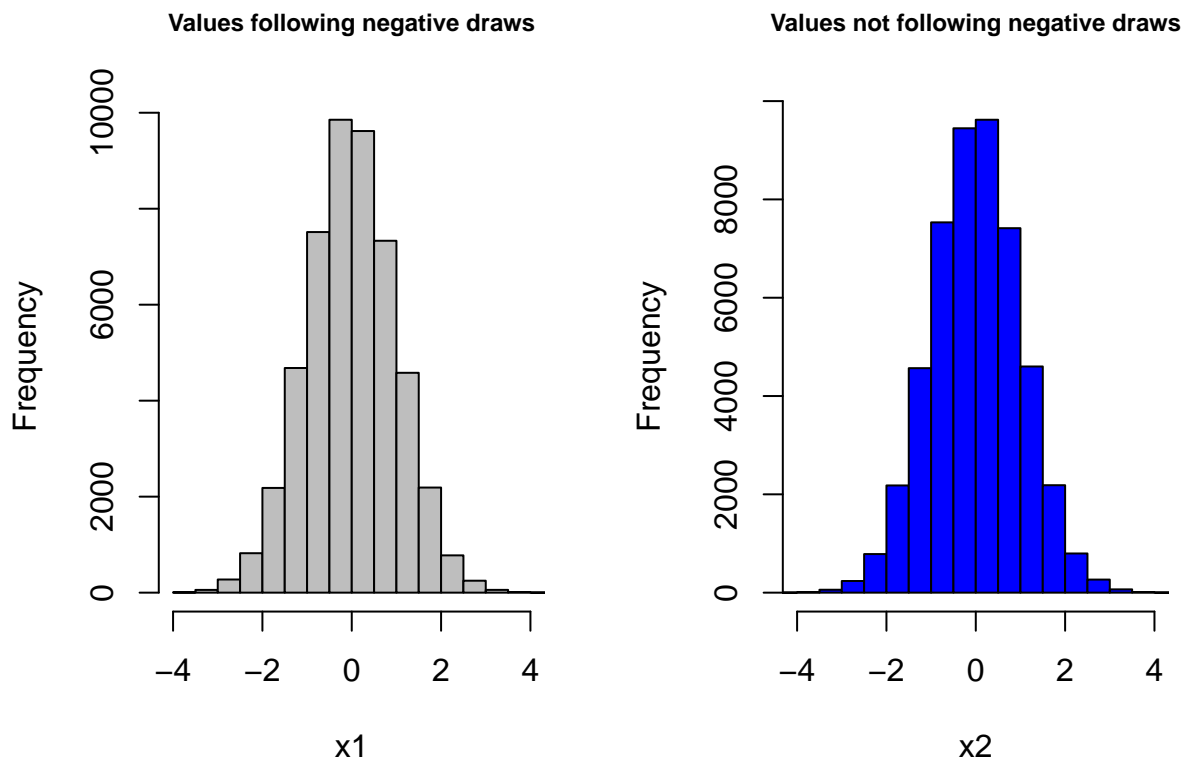 Values following negative draws
10000
6000
2000
0
Frequency
−4 −2 0 2 4
x1
Values not following negative draws
8000
6000
4000
2000
0
Frequency
−4 −2 0 2 4
x2